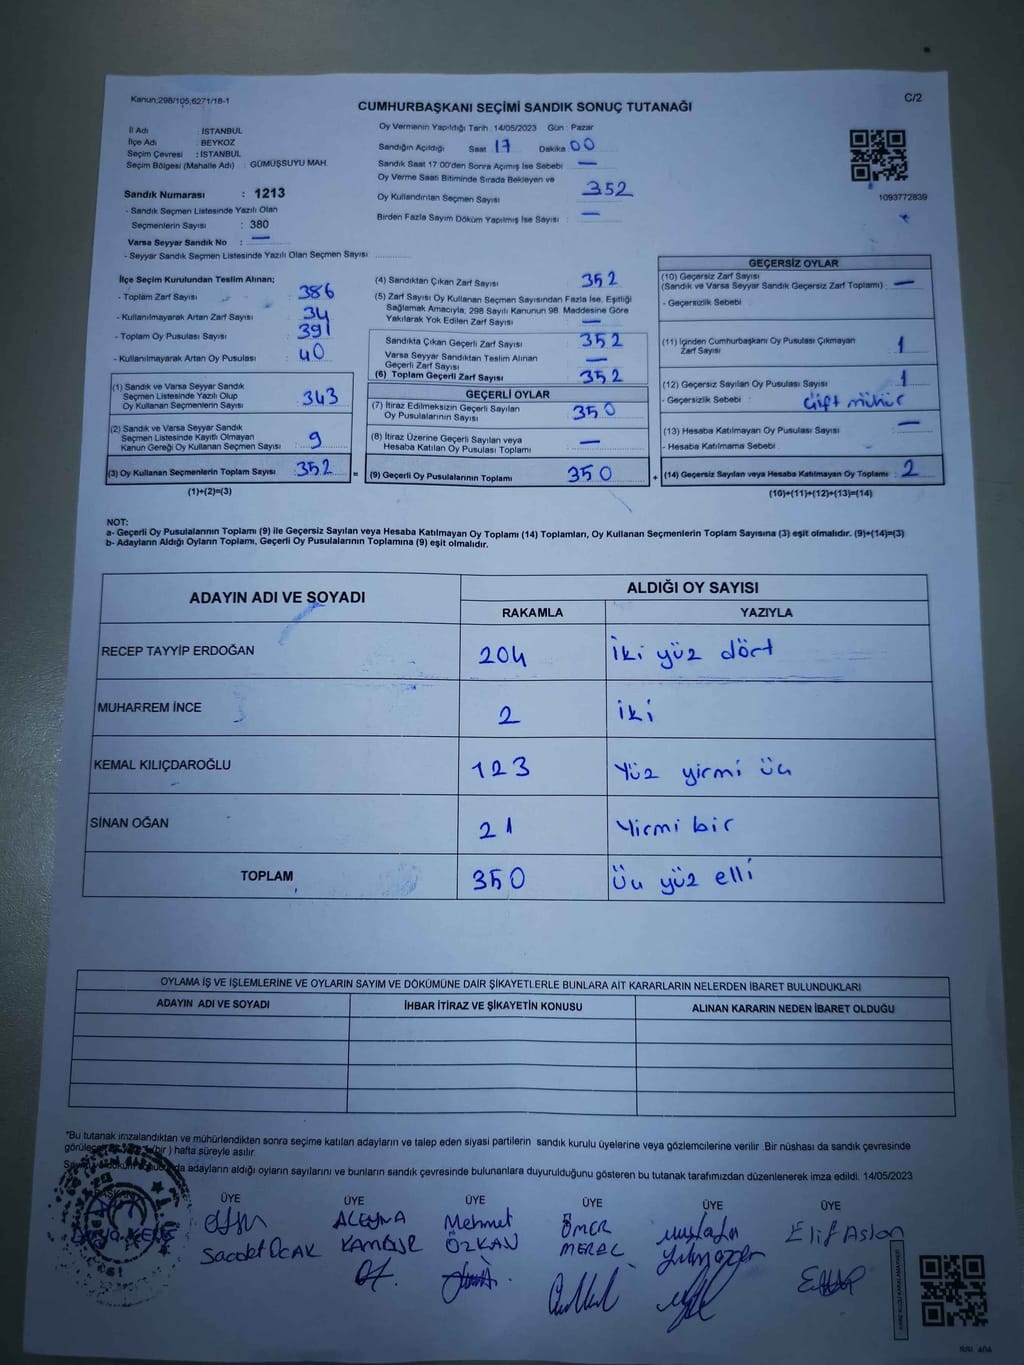 Kanun;298/105;6271/18-1
C/2
CUMHURBAŞKANI SEÇİMİ SANDIK SONUÇ TUTANAĞI
İl Adı : İSTANBUL
İlçe Adı : BEYKOZ
Seçim Çevresi : İSTANBUL
Seçim Bölgesi (Mahalle Adı) : GÜMÜŞSUYU MAH.
Sandık Numarası : 1213
- Sandık Seçmen Listesinde Yazılı Olan
Seçmenlerin Sayısı : 380
Varsa Seyyar Sandık No : —
- Seyyar Sandık Seçmen Listesinde Yazılı Olan Seçmen Sayısı
Oy Vermenin Yapıldığı Tarih : 14/05/2023 Gün : Pazar
Sandığın Açıldığı Saat 17 Dakika 00
Sandık Saat 17:00'den Sonra Açımış İse Sebebi : —
Oy Verme Saati Bitiminde Sırada Bekleyen ve
Oy Kullandırılan Seçmen Sayısı 352
Birden Fazla Sayım Döküm Yapılmış İse Sayısı : —
1093772839
İlçe Seçim Kurulundan Teslim Alınan;
- Toplam Zarf Sayısı : 386
- Kullanılmayarak Artan Zarf Sayısı : 34
- Toplam Oy Pusulası Sayısı : 391
- Kullanılmayarak Artan Oy Pusulası : 40
(1) Sandık ve Varsa Seyyar Sandık
Seçmen Listesinde Yazılı Olup
Oy Kullanan Seçmenlerin Sayısı : 343
(2) Sandık ve Varsa Seyyar Sandık
Seçmen Listesinde Kayıtlı Olmayan
Kanun Gereği Oy Kullanan Seçmen Sayısı : 9
(3) Oy Kullanan Seçmenlerin Toplam Sayısı : 352
(1)+(2)=(3)
(4) Sandıktan Çıkan Zarf Sayısı : 352
(5) Zarf Sayısı Oy Kullanan Seçmen Sayısından Fazla İse, Eşitliği
Sağlamak Amacıyla, 298 Sayılı Kanunun 98. Maddesine Göre
Yakılarak Yok Edilen Zarf Sayısı : —
Sandıkta Çıkan Geçerli Zarf Sayısı : 352
Varsa Seyyar Sandıktan Teslim Alınan
Geçerli Zarf Sayısı : —
(6) Toplam Geçerli Zarf Sayısı : 352
GEÇERLİ OYLAR
(7) İtiraz Edilmeksizin Geçerli Sayılan
Oy Pusulalarının Sayısı : 350
(8) İtiraz Üzerine Geçerli Sayılan veya
Hesaba Katılan Oy Pusulası Toplamı : —
= (9) Geçerli Oy Pusulalarının Toplamı : 350
GEÇERSİZ OYLAR
(10) Geçersiz Zarf Sayısı
(Sandık ve Varsa Seyyar Sandık Geçersiz Zarf Toplamı) : —
- Geçersizlik Sebebi :
(11) İçinden Cumhurbaşkanı Oy Pusulası Çıkmayan
Zarf Sayısı : 1
(12) Geçersiz Sayılan Oy Pusulası Sayısı : 1
- Geçersizlik Sebebi : Çift mühür
(13) Hesaba Katılmayan Oy Pusulası Sayısı : —
- Hesaba Katılmama Sebebi :
+ (14) Geçersiz Sayılan veya Hesaba Katılmayan Oy Toplamı : 2
(10)+(11)+(12)+(13)=(14)
NOT:
a- Geçerli Oy Pusulalarının Toplamı (9) ile Geçersiz Sayılan veya Hesaba Katılmayan Oy Toplamı (14) Toplamları, Oy Kullanan Seçmenlerin Toplam Sayısına (3) eşit olmalıdır. (9)+(14)=(3)
b- Adayların Aldığı Oyların Toplamı, Geçerli Oy Pusulalarının Toplamına (9) eşit olmalıdır.
ADAYIN ADI VE SOYADI ALDIĞI OY SAYISI
RAKAMLA YAZIYLA
RECEP TAYYİP ERDOĞAN 204 İki yüz dört
MUHARREM İNCE 2 İki
KEMAL KILIÇDAROĞLU 123 Yüz yirmi üç
SİNAN OĞAN 21 Yirmi bir
TOPLAM 350 Üç yüz elli
OYLAMA İŞ VE İŞLEMLERİNE VE OYLARIN SAYIM VE DÖKÜMÜNE DAİR ŞİKAYETLERLE BUNLARA AİT KARARLARIN NELERDEN İBARET BULUNDUKLARI
ADAYIN ADI VE SOYADI İHBAR İTİRAZ VE ŞİKAYETİN KONUSU ALINAN KARARIN NEDEN İBARET OLDUĞU
*Bu tutanak imzalandıktan ve mühürlendikten sonra seçime katılan adayların ve talep eden siyasi partilerin sandık kurulu üyelerine veya gözlemcilerine verilir. Bir nüshası da sandık çevresinde
(bir ) hafta süreyle asılır.
adayların aldığı oyların sayılarını ve bunların sandık çevresinde bulunanlara duyurulduğunu gösteren bu tutanak tarafımızdan düzenlenerek imza edildi. 14/05/2023
ÜYE ÜYE ÜYE ÜYE ÜYE ÜYE
OCAK
ALEYNA
Mehmet ÖZKAN
ÖMER MERAL
Mustafa
Elif Aslan